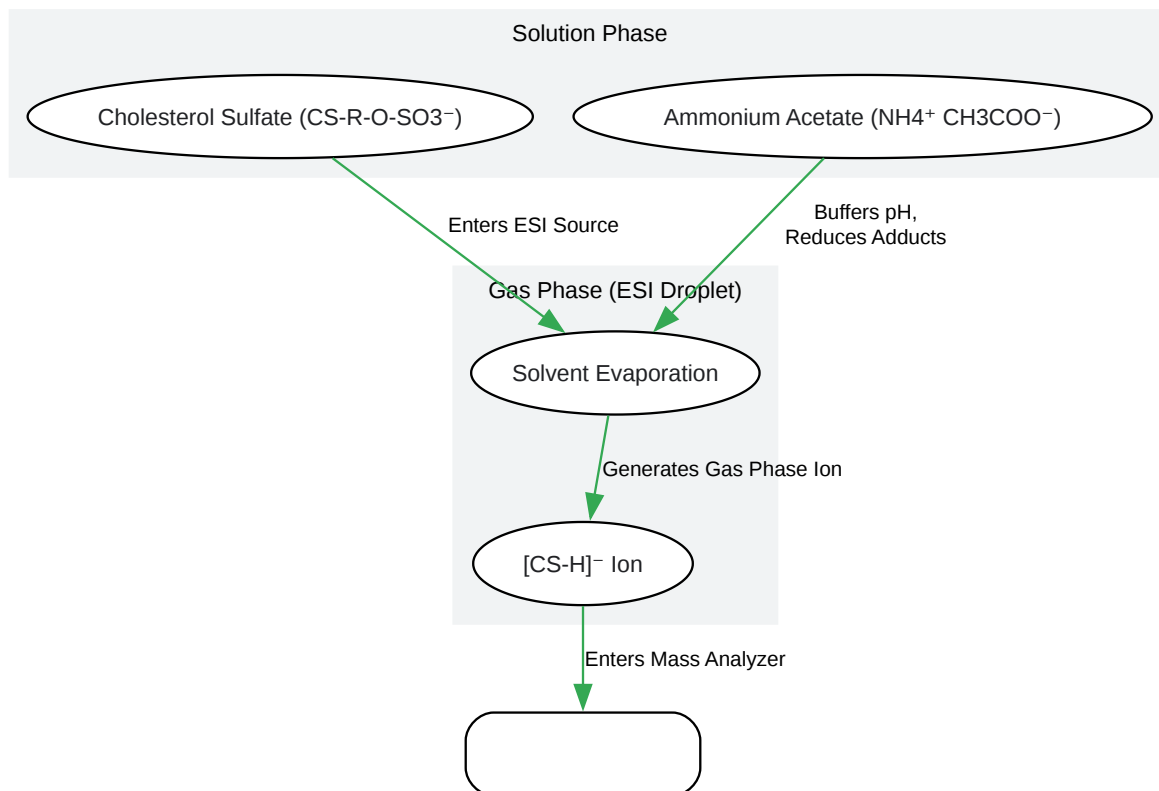 Solution Phase
Cholesterol Sulfate (CS-R-O-SO3⁻)
Ammonium Acetate (NH4⁺ CH3COO⁻)
Enters ESI Source
Buffers pH,
Reduces Adducts
Gas Phase (ESI Droplet)
Solvent Evaporation
Generates Gas Phase Ion
[CS-H]⁻ Ion
Enters Mass Analyzer